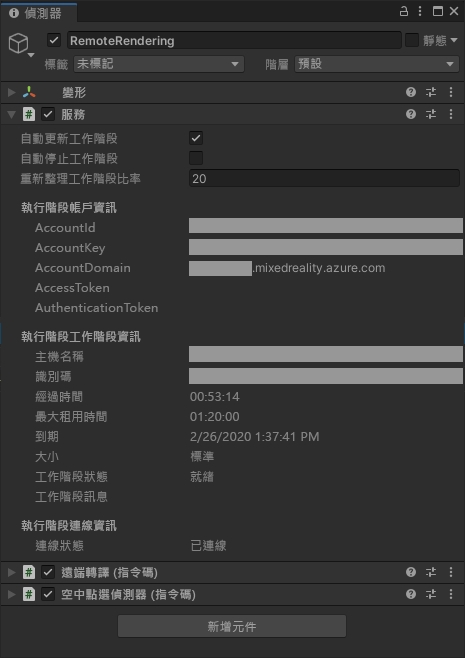 偵測器
RemoteRendering 靜態
標籤 未標記 階層 預設
變形
服務
自動更新工作階段
自動停止工作階段
重新整理工作階段比率 20
執行階段帳戶資訊
AccountId
AccountKey
AccountDomain .mixedreality.azure.com
AccessToken
AuthenticationToken
執行階段工作階段資訊
主機名稱
識別碼
經過時間 00:53:14
最大租用時間 01:20:00
到期 2/26/2020 1:37:41 PM
大小 標準
工作階段狀態 就緒
工作階段訊息
執行階段連線資訊
連線狀態 已連線
遠端轉譯 (指令碼)
空中點選偵測器 (指令碼)
新增元件